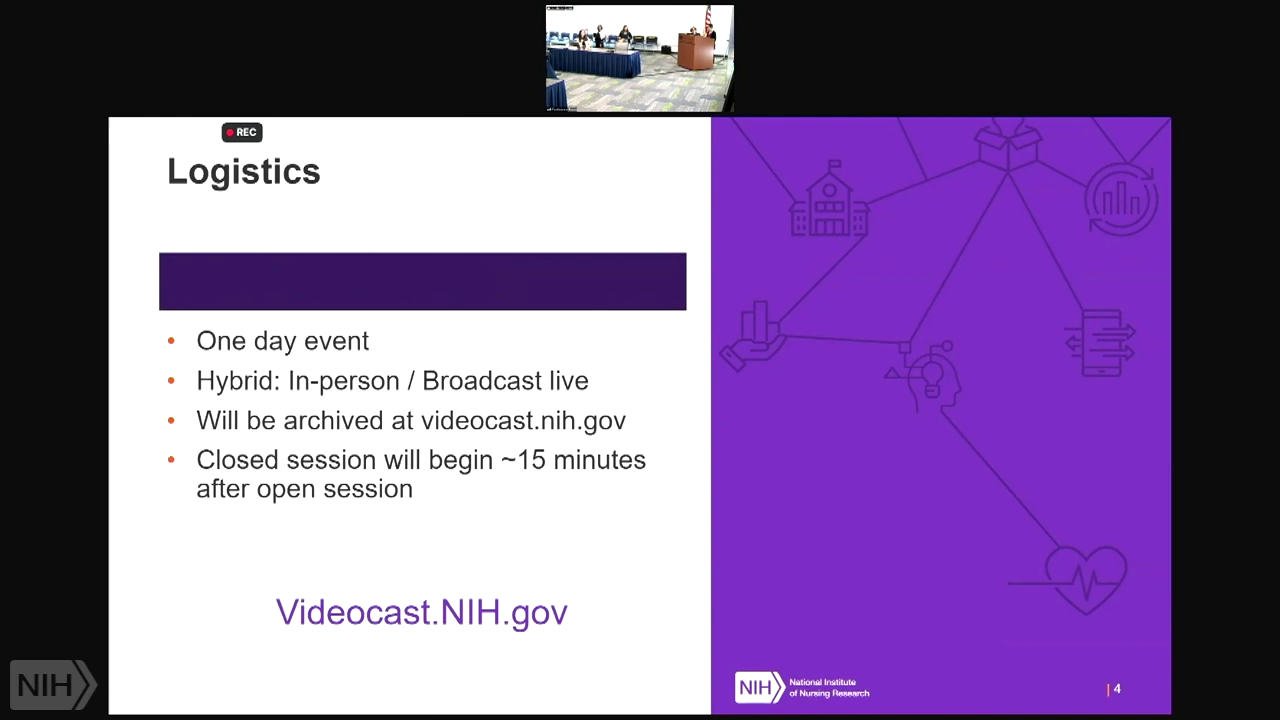 REC
Logistics
• One day event
• Hybrid: In-person / Broadcast live
• Will be archived at videocast.nih.gov
• Closed session will begin ~15 minutes
after open session
Videocast.NIH.gov
NIH
NIH
National Institute
of Nursing Research
| 4